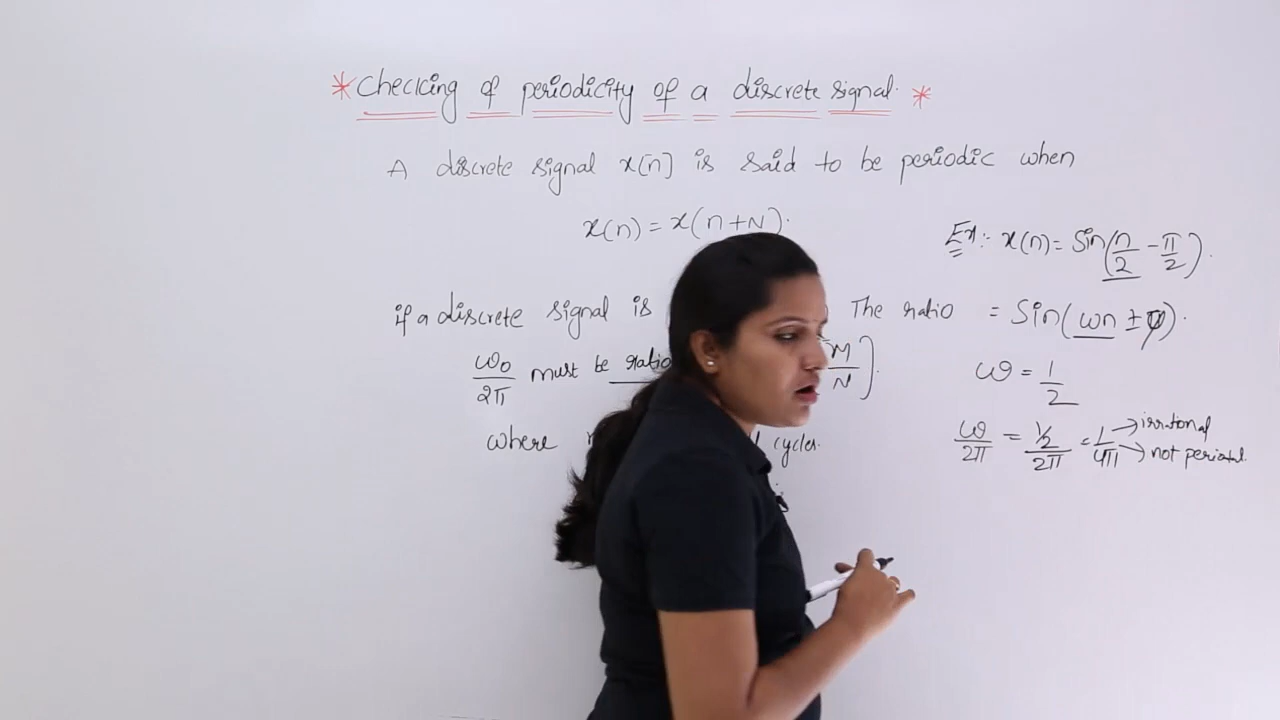 * Checking of periodicity of a discrete signal. *
A discrete signal x[n] is said to be periodic when
x(n) = x(n+N).
if a discrete signal is The ratio
ω₀/2π must be ratio M/N].
where cycles.
Ex:- x(n) = Sin(n/2 - π/2).
= Sin(ωn ± φ).
ω = 1/2
ω/2π = ½/2π = 1/4π → irrational
→ not periodic